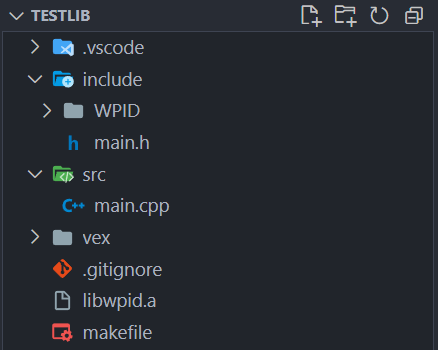 TESTLIB
.vscode
include
WPID
h main.h
src
C++ main.cpp
vex
.gitignore
libwpid.a
makefile